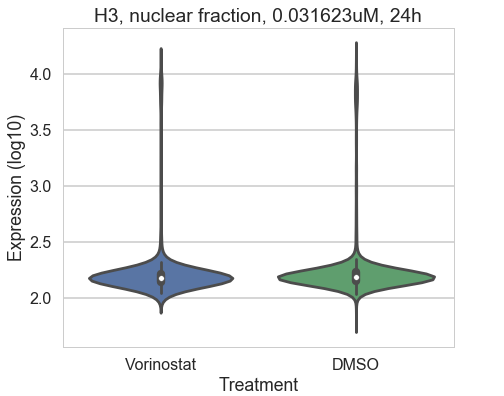 H3, nuclear fraction, 0.031623uM, 24h
Expression (log10)
4.0
3.5
3.0
2.5
2.0
Vorinostat
DMSO
Treatment